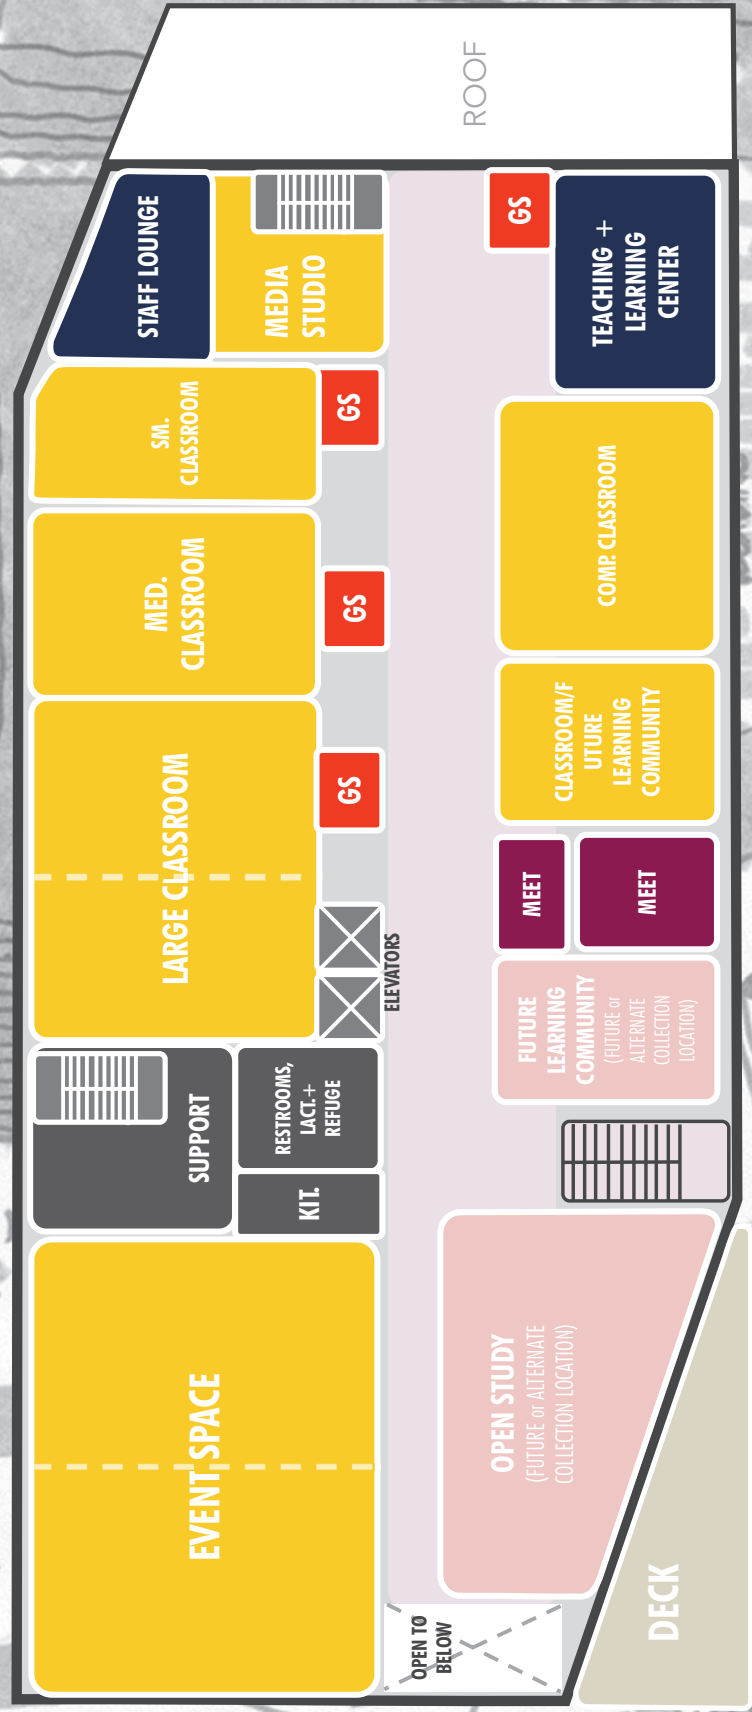 ROOF
STAFF LOUNGE
MEDIA
STUDIO
GS
TEACHING +
LEARNING
CENTER
SM.
CLASSROOM
GS
COMP. CLASSROOM
MED.
CLASSROOM
GS
CLASSROOM/F
UTURE
LEARNING
COMMUNITY
LARGE CLASSROOM
GS
MEET
MEET
ELEVATORS
FUTURE
LEARNING
COMMUNITY
(FUTURE or
ALTERNATE
COLLECTION
LOCATION)
SUPPORT
RESTROOMS,
LACT.+
REFUGE
KIT.
EVENT SPACE
OPEN STUDY
(FUTURE or ALTERNATE
COLLECTION LOCATION)
OPEN TO
BELOW
DECK